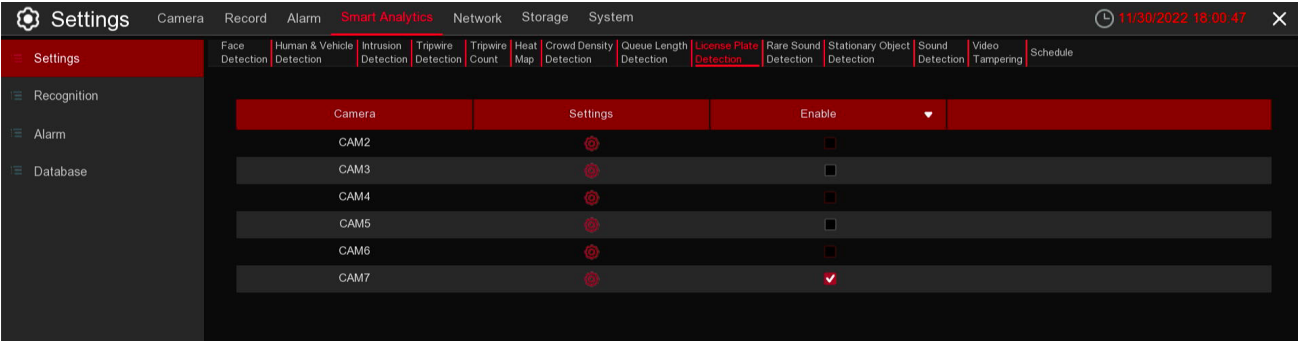 Settings Camera Record Alarm Smart Analytics Network Storage System 11/30/2022 18:00:47
Settings
Recognition
Alarm
Database
Face Detection
Human & Vehicle Detection
Intrusion Detection
Tripwire Detection
Tripwire Count
Heat Map
Crowd Density Detection
Queue Length Detection
License Plate Detection
Rare Sound Detection
Stationary Object Detection
Sound Detection
Video Tampering
Schedule
Camera Settings Enable
CAM2
CAM3
CAM4
CAM5
CAM6
CAM7